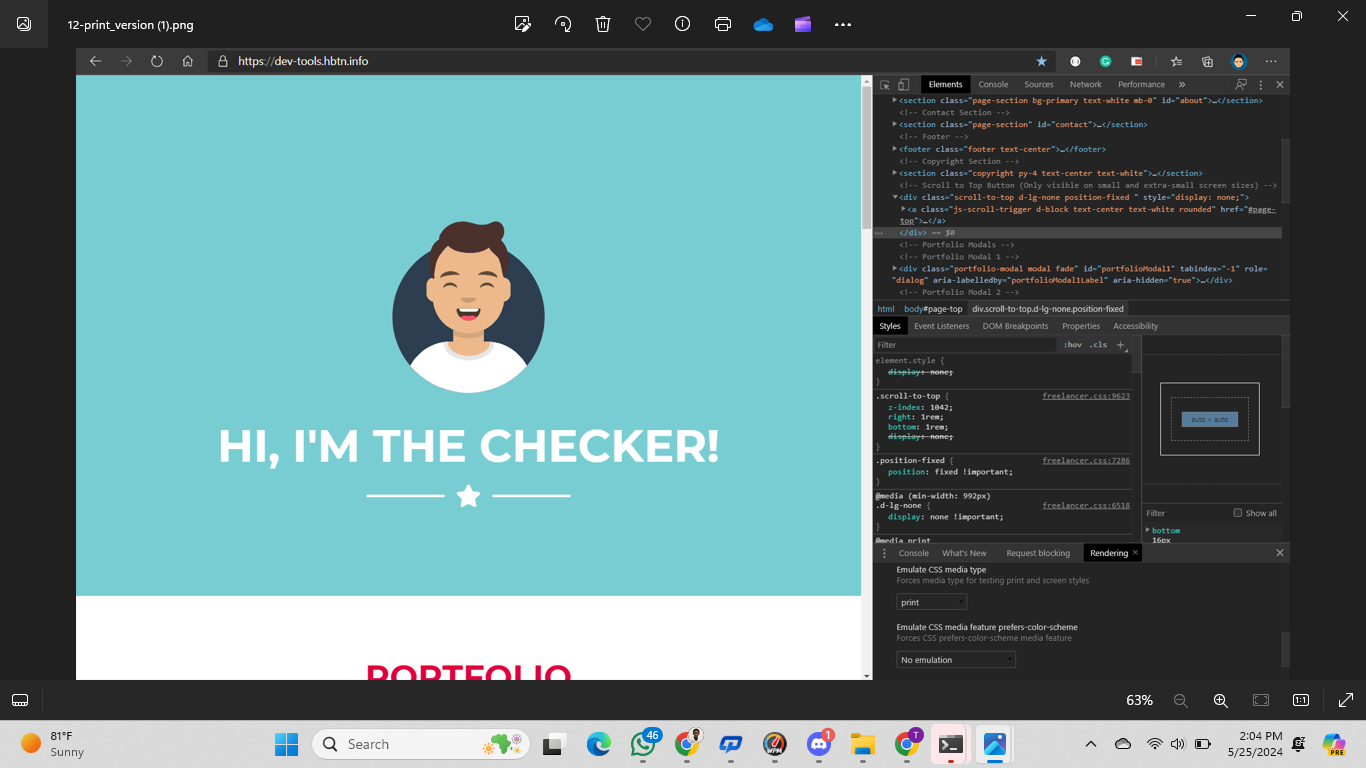 12-print_version (1).png
https://dev-tools.hbtn.info
HI, I'M THE CHECKER!
PORTFOLIO
Elements Console Sources Network Performance »
<section class="page-section bg-primary text-white mb-0" id="about">…</section>
<!-- Contact Section -->
<section class="page-section" id="contact">…</section>
<!-- Footer -->
<footer class="footer text-center">…</footer>
<!-- Copyright Section -->
<section class="copyright py-4 text-center text-white">…</section>
<!-- Scroll to Top Button (Only visible on small and extra-small screen sizes) -->
<div class="scroll-to-top d-lg-none position-fixed " style="display: none;">
<a class="js-scroll-trigger d-block text-center text-white rounded" href="#page-
top">…</a>
</div> == $0
<!-- Portfolio Modals -->
<!-- Portfolio Modal 1 -->
<div class="portfolio-modal modal fade" id="portfolioModal1" tabindex="-1" role=
"dialog" aria-labelledby="portfolioModal1Label" aria-hidden="true">…</div>
<!-- Portfolio Modal 2 -->
html body#page-top div.scroll-to-top.d-lg-none.position-fixed
Styles Event Listeners DOM Breakpoints Properties Accessibility
Filter :hov .cls +
element.style {
display: none;
}
.scroll-to-top { freelancer.css:9623
z-index: 1042;
right: 1rem;
bottom: 1rem;
display: none;
}
.position-fixed { freelancer.css:7286
position: fixed !important;
}
@media (min-width: 992px)
.d-lg-none { freelancer.css:6518
display: none !important;
}
@media print
auto × auto
Filter Show all
bottom
16px
Console What's New Request blocking Rendering ×
Emulate CSS media type
Forces media type for testing print and screen styles
print
Emulate CSS media feature prefers-color-scheme
Forces CSS prefers-color-scheme media feature
No emulation
63%
1:1
81°F
Sunny
Search
46
T
WPM
1
T
2:04 PM
5/25/2024
PRE